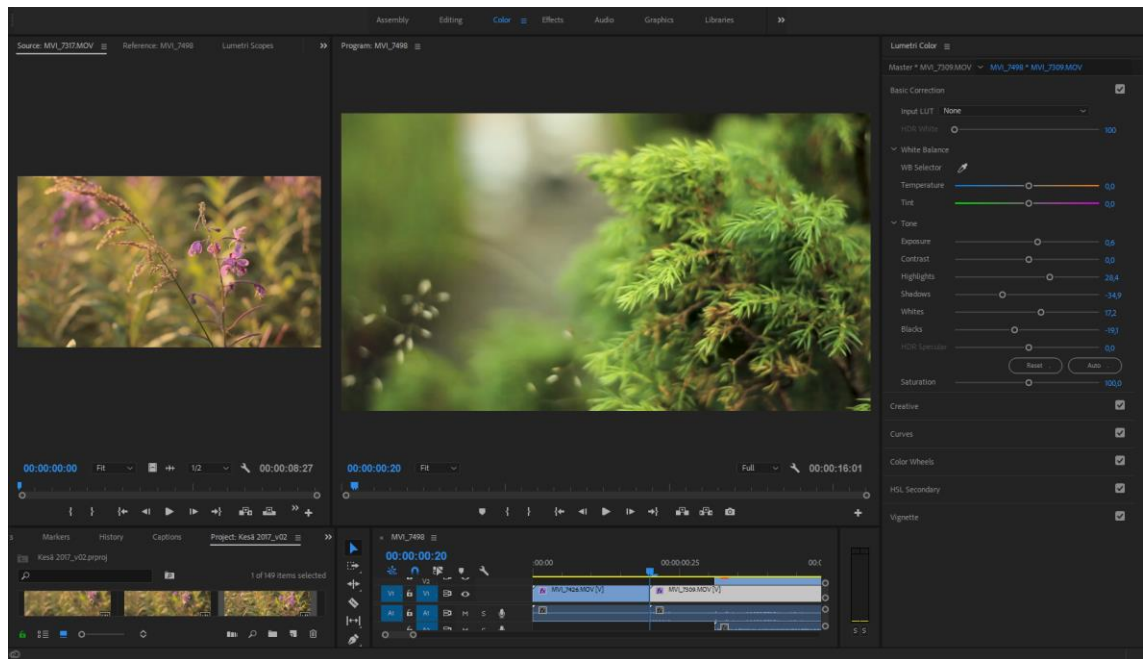 Assembly Editing Color Effects Audio Graphics Libraries
Source: MVI_7317.MOV Reference: MVI_7498 Lumetri Scopes
Program: MVI_7498
00:00:00:00 Fit 1/2 00:00:08:27
00:00:00:20 Fit Full 00:00:16:01
Lumetri Color
Master * MVI_7309.MOV MVI_7498 * MVI_7309.MOV
Basic Correction
Input LUT None
HDR White 100
White Balance
WB Selector
Temperature 0,0
Tint 0,0
Tone
Exposure 0,6
Contrast 0,0
Highlights 28,4
Shadows -34,9
Whites 17,2
Blacks -19,1
HDR Specular 0,0
Reset Auto
Saturation 100,0
Creative
Curves
Color Wheels
HSL Secondary
Vignette
s Markers History Captions Project: Kesä 2017_v02
Kesä 2017_v02.prproj
1 of 149 items selected
MVI_7498
00:00:00:20
:00:00 00:00:00:25 00:0
V2
V1 V1 MVI_7426.MOV [V] MVI_7309.MOV [V]
A1 A1 M S
S S